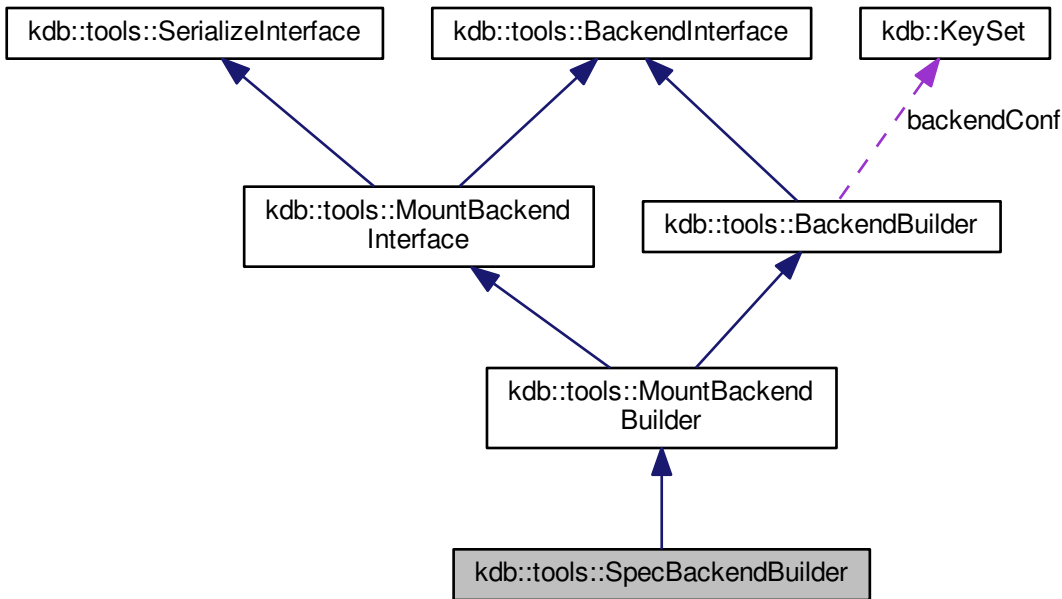 kdb::tools::SerializeInterface
kdb::tools::BackendInterface
kdb::KeySet
backendConf
kdb::tools::MountBackend
Interface
kdb::tools::BackendBuilder
kdb::tools::MountBackend
Builder
kdb::tools::SpecBackendBuilder